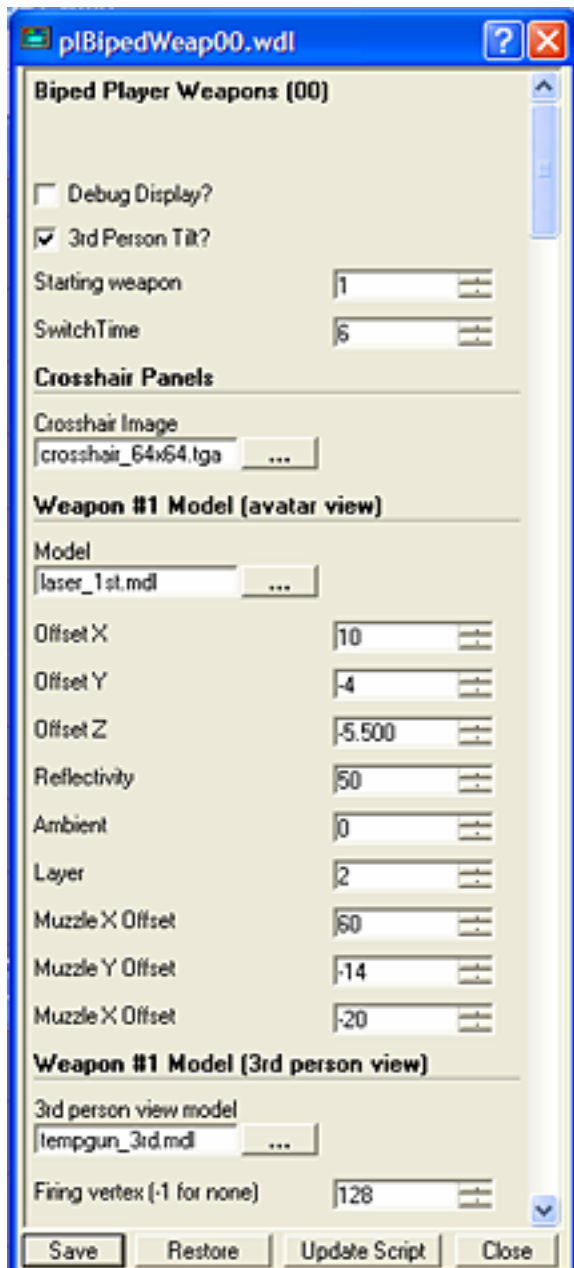 plBipedWeap00.wdl
Biped Player Weapons (00)
Debug Display?
3rd Person Tilt?
Starting weapon 1
SwitchTime 6
Crosshair Panels
Crosshair Image
crosshair_64x64.tga ...
Weapon #1 Model (avatar view)
Model
laser_1st.mdl ...
Offset X 10
Offset Y -4
Offset Z -5.500
Reflectivity 50
Ambient 0
Layer 2
Muzzle X Offset 60
Muzzle Y Offset -14
Muzzle X Offset -20
Weapon #1 Model (3rd person view)
3rd person view model
tempgun_3rd.mdl ...
Firing vertex (-1 for none) 128
Save Restore Update Script Close